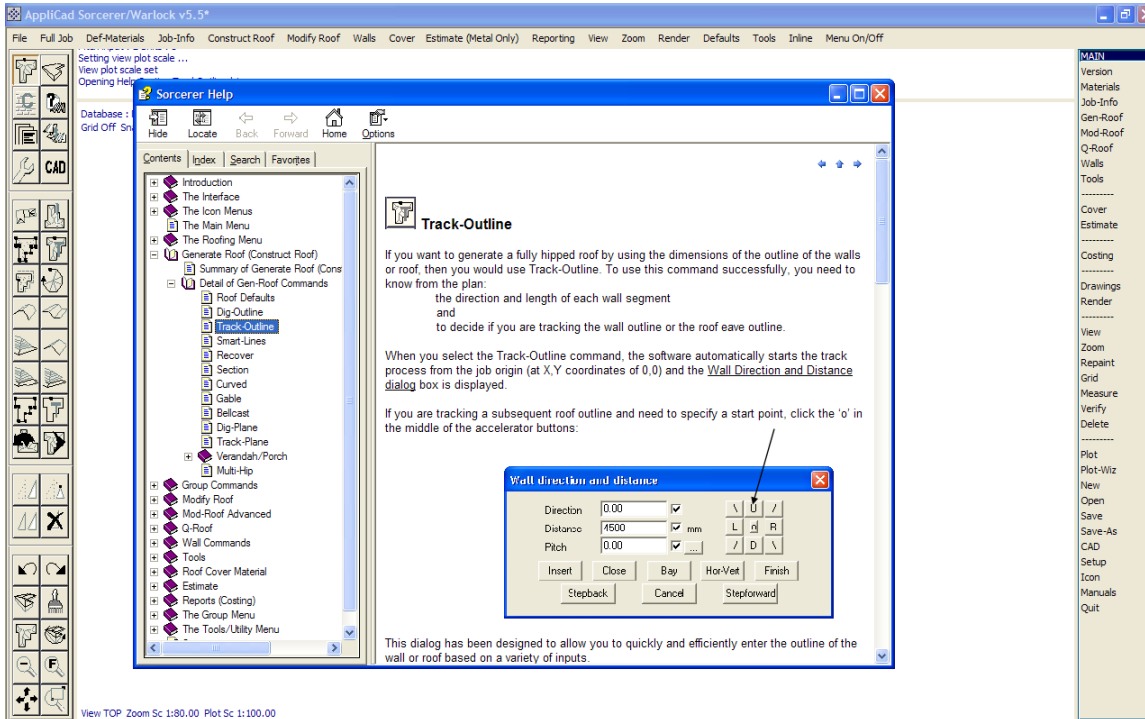 AppliCad Sorcerer/Warlock v5.5*
File Full Job Def-Materials Job-Info Construct Roof Modify Roof Walls Cover Estimate (Metal Only) Reporting View Zoom Render Defaults Tools Inline Menu On/Off
Setting view plot scale ...
View plot scale set
Opening Help
Database :
Grid Off
CAD
Sorcerer Help
Hide Locate Back Forward Home Options
Contents Index Search Favorites
Introduction
The Interface
The Icon Menus
The Main Menu
The Roofing Menu
Generate Roof (Construct Roof)
Summary of Generate Roof (Cons
Detail of Gen-Roof Commands
Roof Defaults
Dig-Outline
Track-Outline
Smart-Lines
Recover
Section
Curved
Gable
Bellcast
Dig-Plane
Track-Plane
Verandah/Porch
Multi-Hip
Group Commands
Modify Roof
Mod-Roof Advanced
Q-Roof
Wall Commands
Tools
Roof Cover Material
Estimate
Reports (Costing)
The Group Menu
The Tools/Utility Menu
Track-Outline
If you want to generate a fully hipped roof by using the dimensions of the outline of the walls
or roof, then you would use Track-Outline. To use this command successfully, you need to
know from the plan:
the direction and length of each wall segment
and
to decide if you are tracking the wall outline or the roof eave outline.
When you select the Track-Outline command, the software automatically starts the track
process from the job origin (at X,Y coordinates of 0,0) and the Wall Direction and Distance
dialog box is displayed.
If you are tracking a subsequent roof outline and need to specify a start point, click the 'o' in
the middle of the accelerator buttons:
Wall direction and distance
Direction 0.00 \ U /
Distance 4500 mm L o R
Pitch 0.00 ... / D \
Insert Close Bay Hor-Vert Finish
Stepback Cancel Stepforward
This dialog has been designed to allow you to quickly and efficiently enter the outline of the
wall or roof based on a variety of inputs.
MAIN
Version
Materials
Job-Info
Gen-Roof
Mod-Roof
Q-Roof
Walls
Tools
---------
Cover
Estimate
---------
Costing
---------
Drawings
Render
---------
View
Zoom
Repaint
Grid
Measure
Verify
Delete
---------
Plot
Plot-Wiz
New
Open
Save
Save-As
CAD
Setup
Icon
Manuals
Quit
View TOP Zoom Sc 1:80.00 Plot Sc 1:100.00